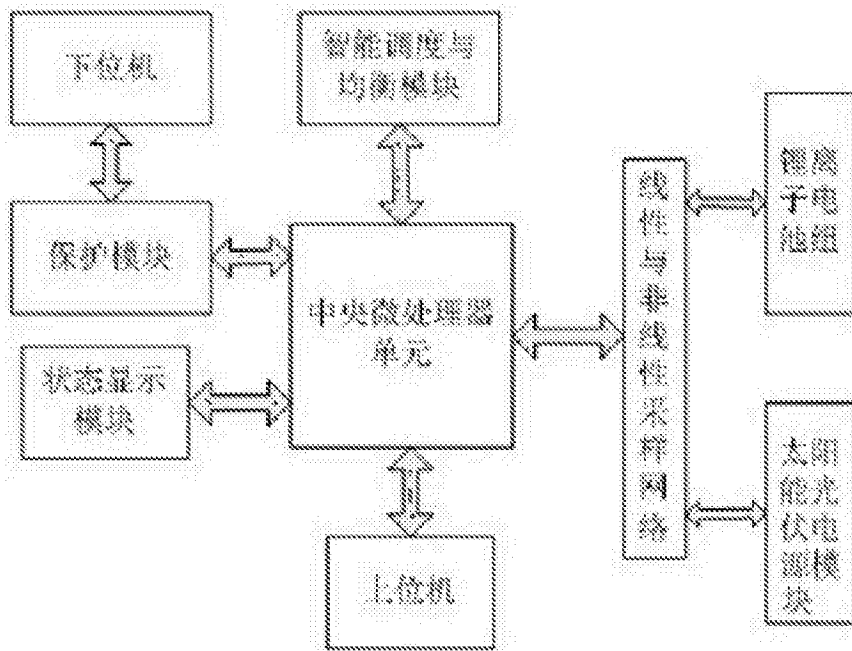 下位机
智能调度与
均衡模块
保护模块
中央微处理器
单元
状态显示
模块
上位机
线性与非线性采样网络
锂离
子电
池组
太阳
能光
伏电
源模
块